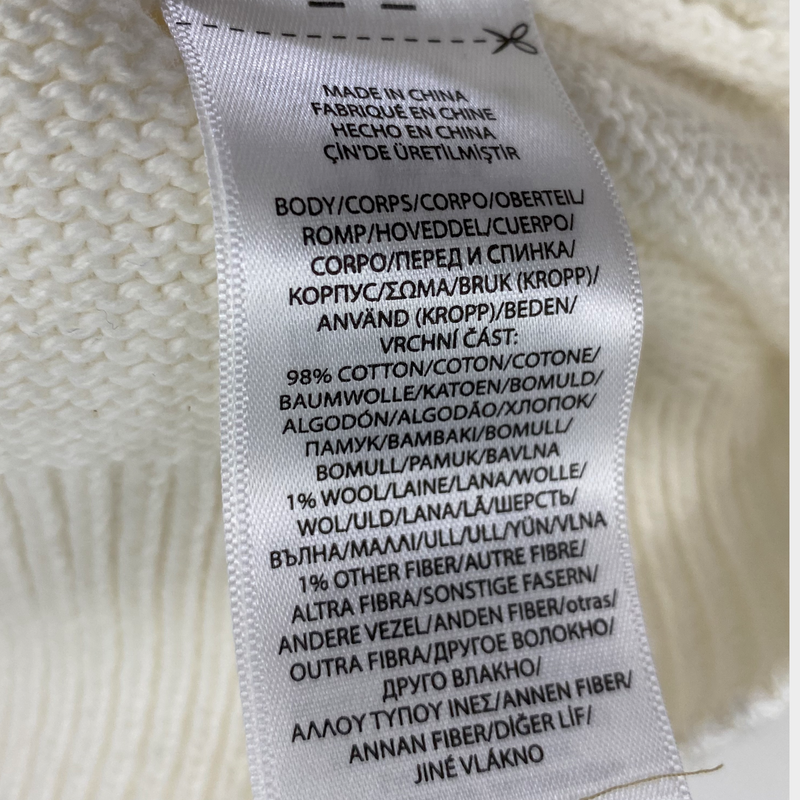 MADE IN CHINA
FABRIQUÉ EN CHINE
HECHO EN CHINA
ÇİN'DE ÜRETİLMİŞTİR
BODY/CORPS/CORPO/OBERTEIL/
ROMP/HOVEDDEL/CUERPO/
CORPO/ПЕРЕД И СПИНКА/
КОРПУС/ΣΩΜΑ/BRUK (KROPP)/
ANVÄND (KROPP)/BEDEN/
VRCHNÍ ČÁST:
98% COTTON/COTON/COTONE/
BAUMWOLLE/KATOEN/BOMULD/
ALGODÓN/ALGODÃO/ХЛОПОК/
ПАМУК/ΒΑΜΒΑΚΙ/BOMULL/
BOMULL/PAMUK/BAVLNA
1% WOOL/LAINE/LANA/WOLLE/
WOL/ULD/LANA/LÃ/ШЕРСТЬ/
ВЪЛНА/ΜΑΛΛΙ/ULL/ULL/YÜN/VLNA
1% OTHER FIBER/AUTRE FIBRE/
ALTRA FIBRA/SONSTIGE FASERN/
ANDERE VEZEL/ANDEN FIBER/otras/
OUTRA FIBRA/ДРУГОЕ ВОЛОКНО/
ДРУГО ВЛАКНО/
ΑΛΛΟΥ ΤΥΠΟΥ ΙΝΕΣ/ANNEN FIBER/
ANNAN FIBER/DİĞER LİF/
JINÉ VLÁKNO